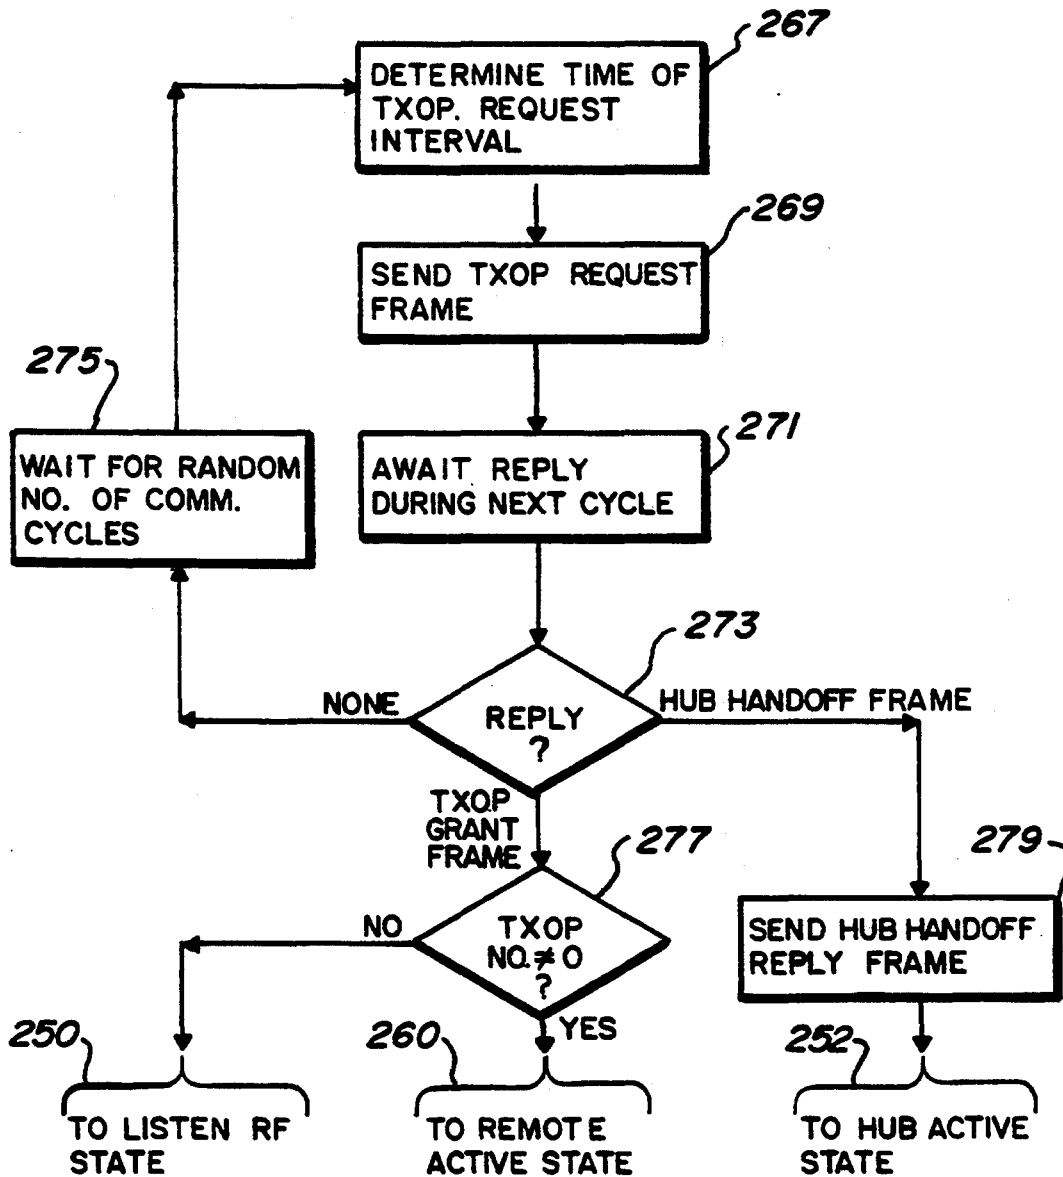 267
DETERMINE TIME OF
TXOP. REQUEST
INTERVAL
269
SEND TXOP REQUEST
FRAME
275
WAIT FOR RANDOM
NO. OF COMM.
CYCLES
271
AWAIT REPLY
DURING NEXT CYCLE
273
NONE
REPLY
?
HUB HANDOFF FRAME
TXOP
GRANT
FRAME
277
279
NO
TXOP
NO. ≠ 0
?
YES
SEND HUB HANDOFF
REPLY FRAME
250
260
252
TO LISTEN RF
STATE
TO REMOTE
ACTIVE STATE
TO HUB ACTIVE
STATE